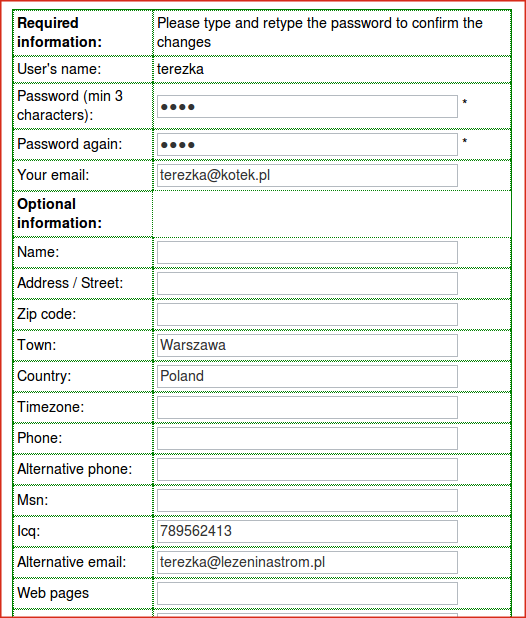 Required information:
Please type and retype the password to confirm the changes
User's name: terezka
Password (min 3 characters): ●●●● *
Password again: ●●●● *
Your email: terezka@kotek.pl
Optional information:
Name:
Address / Street:
Zip code:
Town: Warszawa
Country: Poland
Timezone:
Phone:
Alternative phone:
Msn:
Icq: 789562413
Alternative email: terezka@lezeninastrom.pl
Web pages